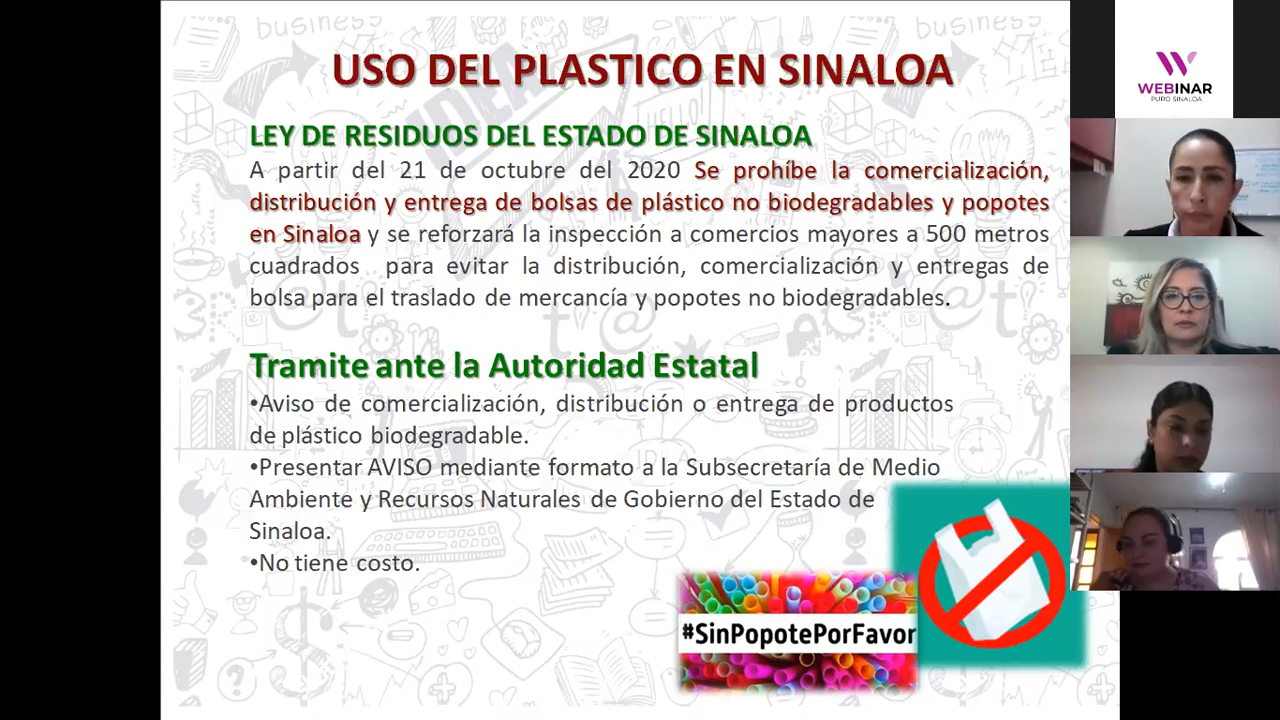 USO DEL PLASTICO EN SINALOA
LEY DE RESIDUOS DEL ESTADO DE SINALOA
A partir del 21 de octubre del 2020 Se prohíbe la comercialización,
distribución y entrega de bolsas de plástico no biodegradables y popotes
en Sinaloa y se reforzará la inspección a comercios mayores a 500 metros
cuadrados para evitar la distribución, comercialización y entregas de
bolsa para el traslado de mercancía y popotes no biodegradables.
Tramite ante la Autoridad Estatal
•Aviso de comercialización, distribución o entrega de productos
de plástico biodegradable.
•Presentar AVISO mediante formato a la Subsecretaría de Medio
Ambiente y Recursos Naturales de Gobierno del Estado de
Sinaloa.
•No tiene costo.
#SinPopotePorFavor
WEBINAR
PURO SINALOA